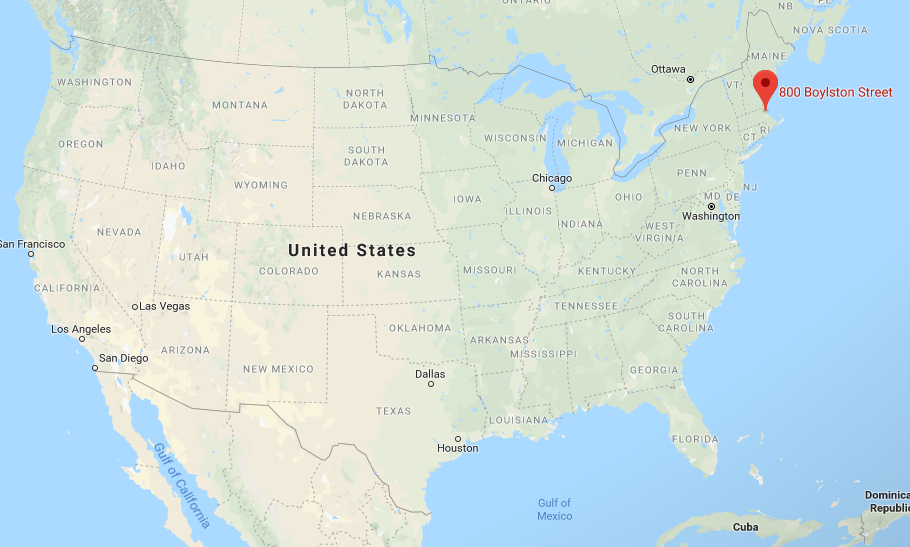 ONTARIO
NB
NOVA SCOTIA
MAINE
Ottawa
WASHINGTON
VT
800 Boylston Street
NORTH
DAKOTA
MONTANA
MINNESOTA
NEW YORK
WISCONSIN
MICHIGAN
CT
RI
OREGON
SOUTH
DAKOTA
IDAHO
Chicago
PENN
WYOMING
NJ
IOWA
OHIO
MD
DE
ILLINOIS
NEBRASKA
Washington
INDIANA
NEVADA
WEST
VIRGINIA
San Francisco
United States
UTAH
COLORADO
KANSAS
MISSOURI
KENTUCKY
NORTH
CAROLINA
CALIFORNIA
Las Vegas
TENNESSEE
SOUTH
CAROLINA
Los Angeles
OKLAHOMA
ARKANSAS
MISSISSIPPI
ARIZONA
San Diego
NEW MEXICO
GEORGIA
Dallas
TEXAS
LOUISIANA
Houston
FLORIDA
Gulf of California
Gulf of
Mexico
Dominica
Republic
Cuba